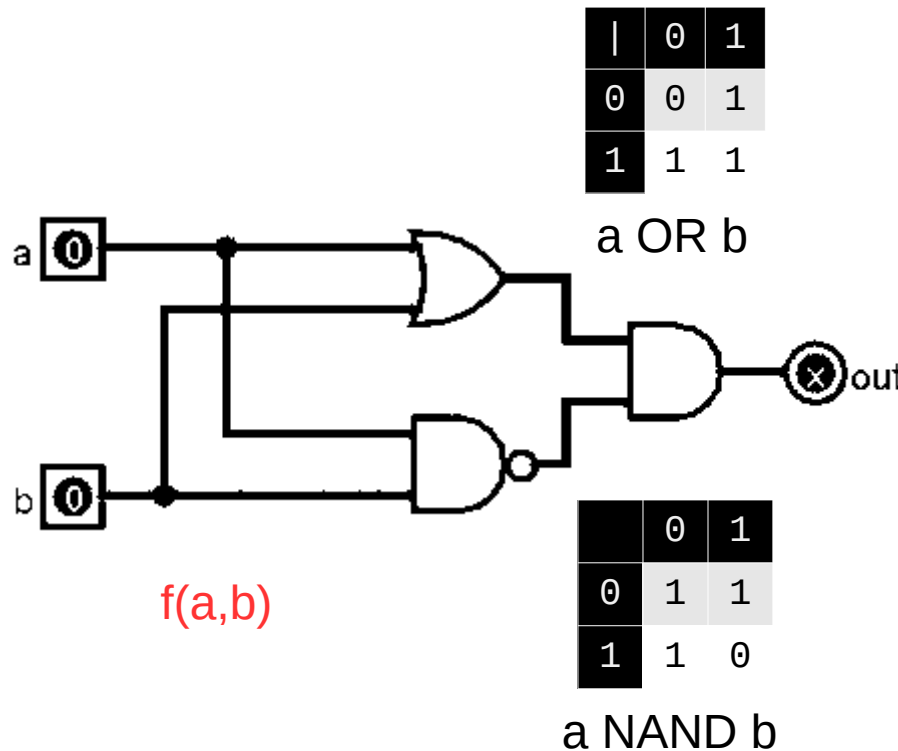 | 0 1
0 0 1
1 1 1
a OR b
a 0
x out
b 0
f(a,b)
0 1
0 1 1
1 1 0
a NAND b